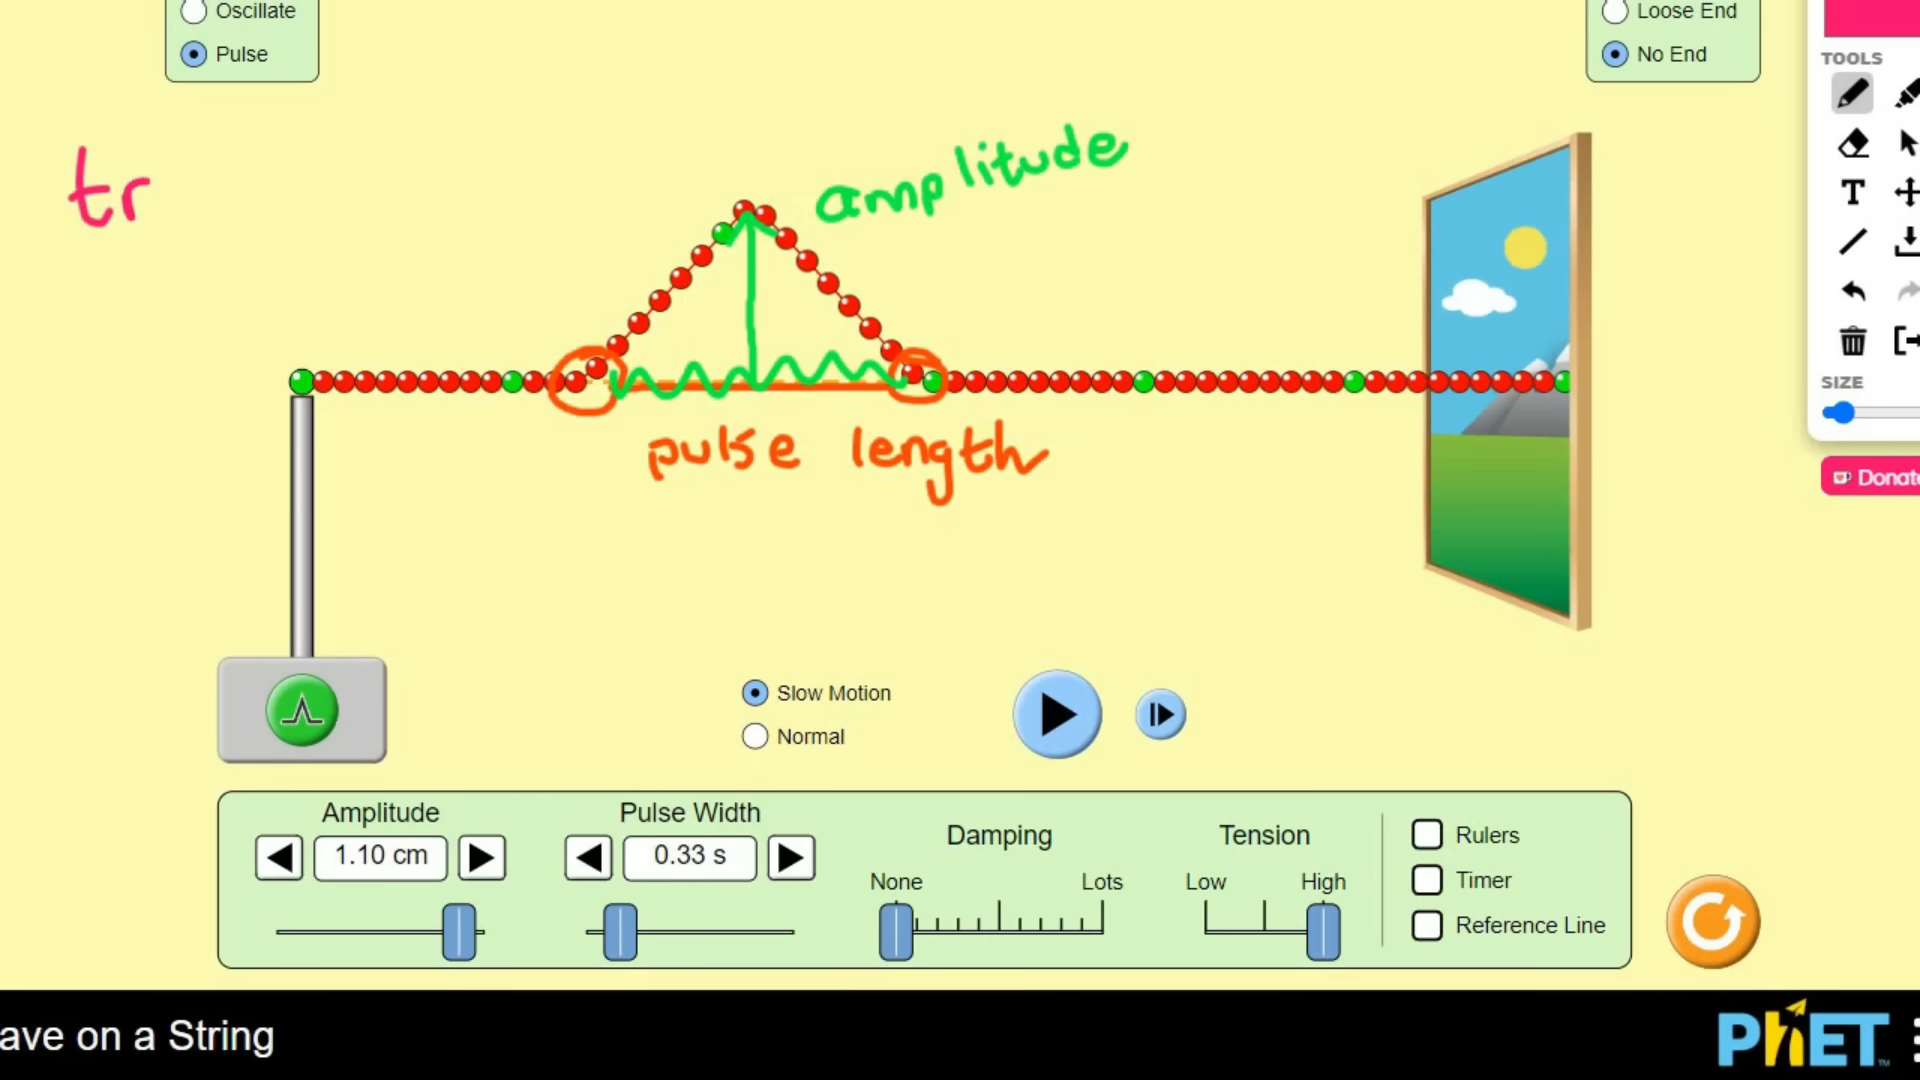 Oscillate
Pulse
Loose End
No End
TOOLS
T
SIZE
tr
amplitude
pulse length
Slow Motion
Normal
Amplitude
1.10 cm
Pulse Width
0.33 s
Damping
None
Lots
Tension
Low
High
Rulers
Timer
Reference Line
Donate
ave on a String
PhET